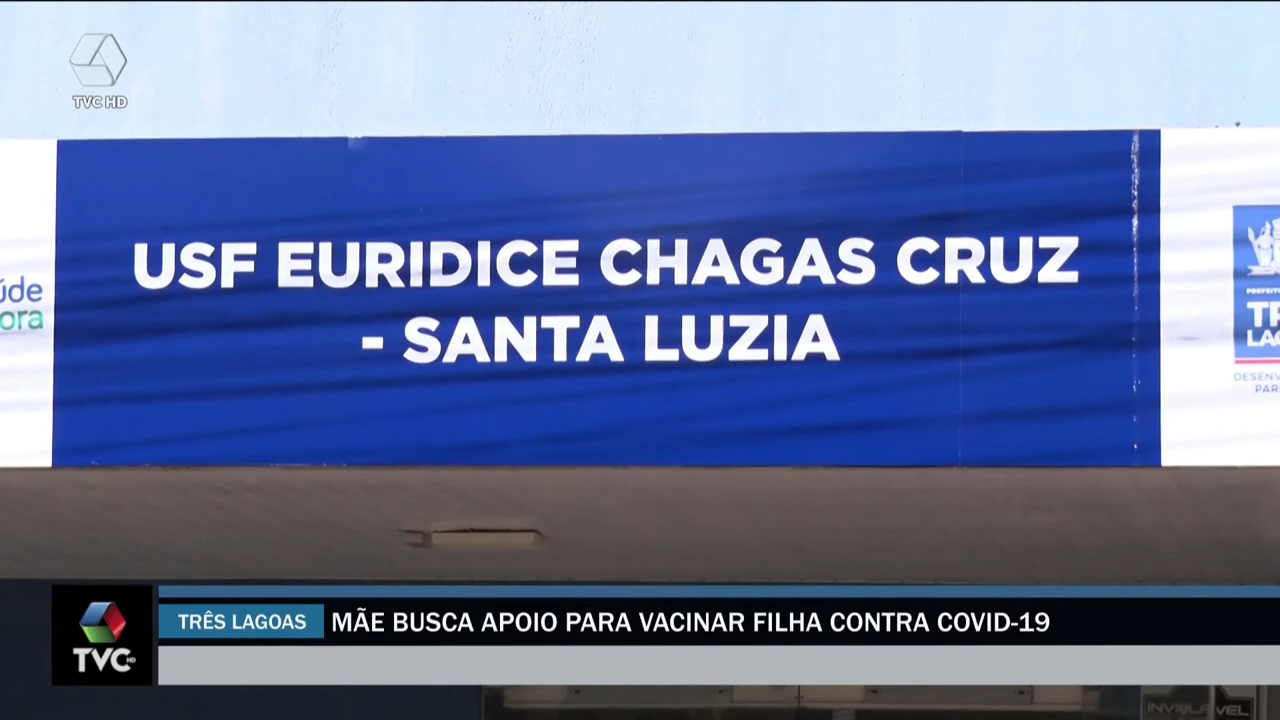 TVC HD
USF EURIDICE CHAGAS CRUZ
- SANTA LUZIA
TRÊS LAGOAS
MÃE BUSCA APOIO PARA VACINAR FILHA CONTRA COVID-19
TVC HD